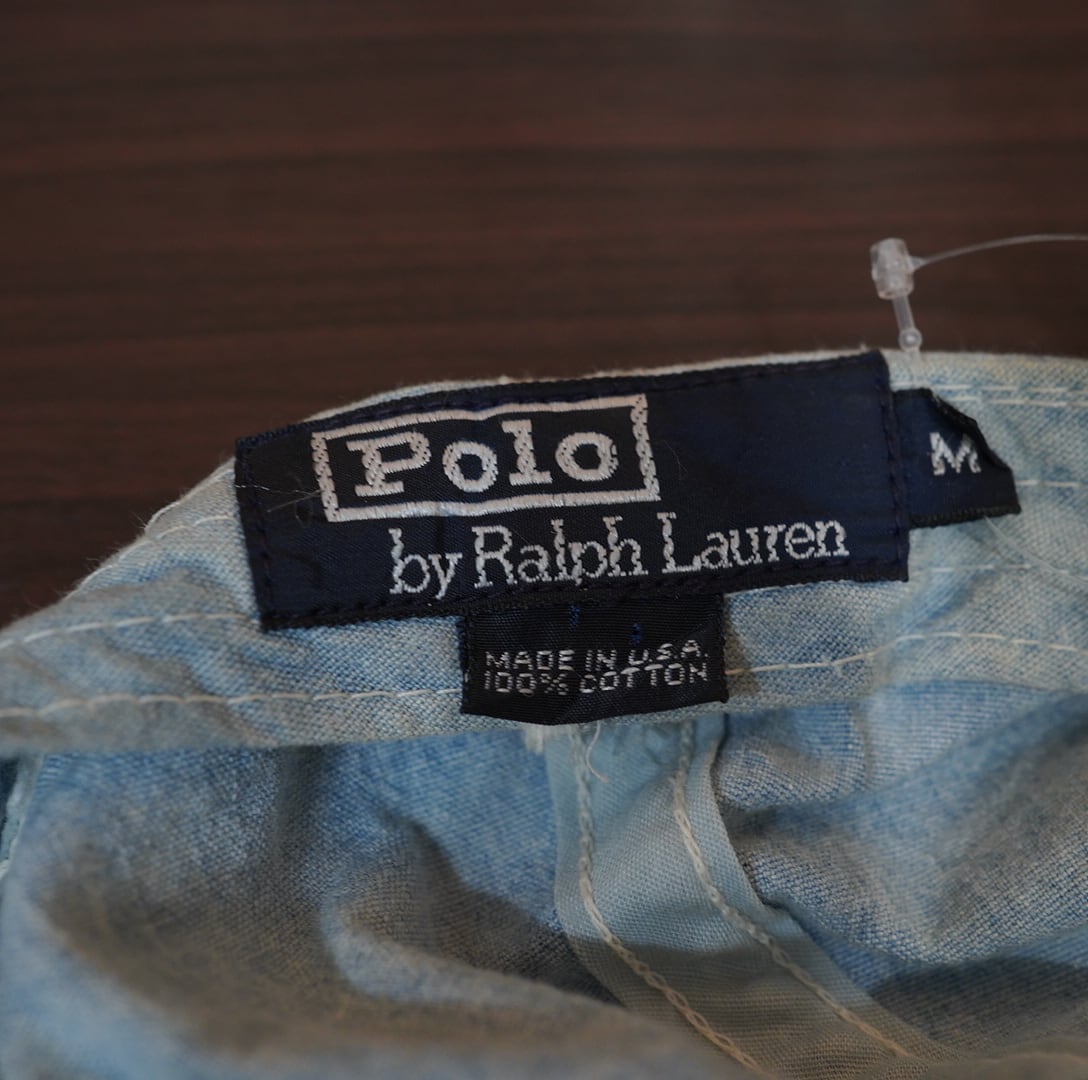 Polo
by Ralph Lauren
M
MADE IN U.S.A.
100% COTTON